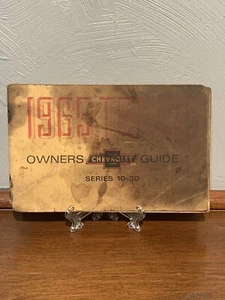 1965
OWNERS CHEVROLET GUIDE
SERIES 10-30